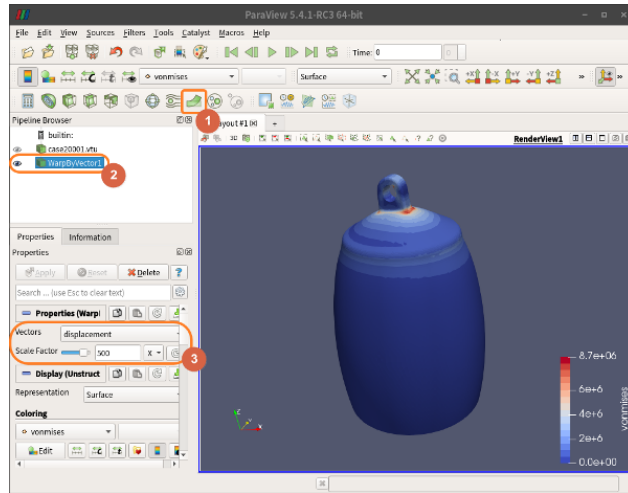 ParaView 5.4.1-RC3 64-bit
File Edit View Sources Filters Tools Catalyst Macros Help
Time: 0
vonmises
Surface
1
Pipeline Browser
ayout #1
+
builtin:
3D
RenderView1
case20001.vtu
WarpByVector1
2
Properties Information
Properties
Apply Reset Delete ?
Search ... (use Esc to clear text)
Properties (Warpl
Vectors displacement
Scale Factor 500 X
3
Display (Unstruct
Representation Surface
Coloring
vonmises
Edit
8.7e+06
6e+6
4e+6
2e+6
0.0e+00
vonmises
Z
Y
X